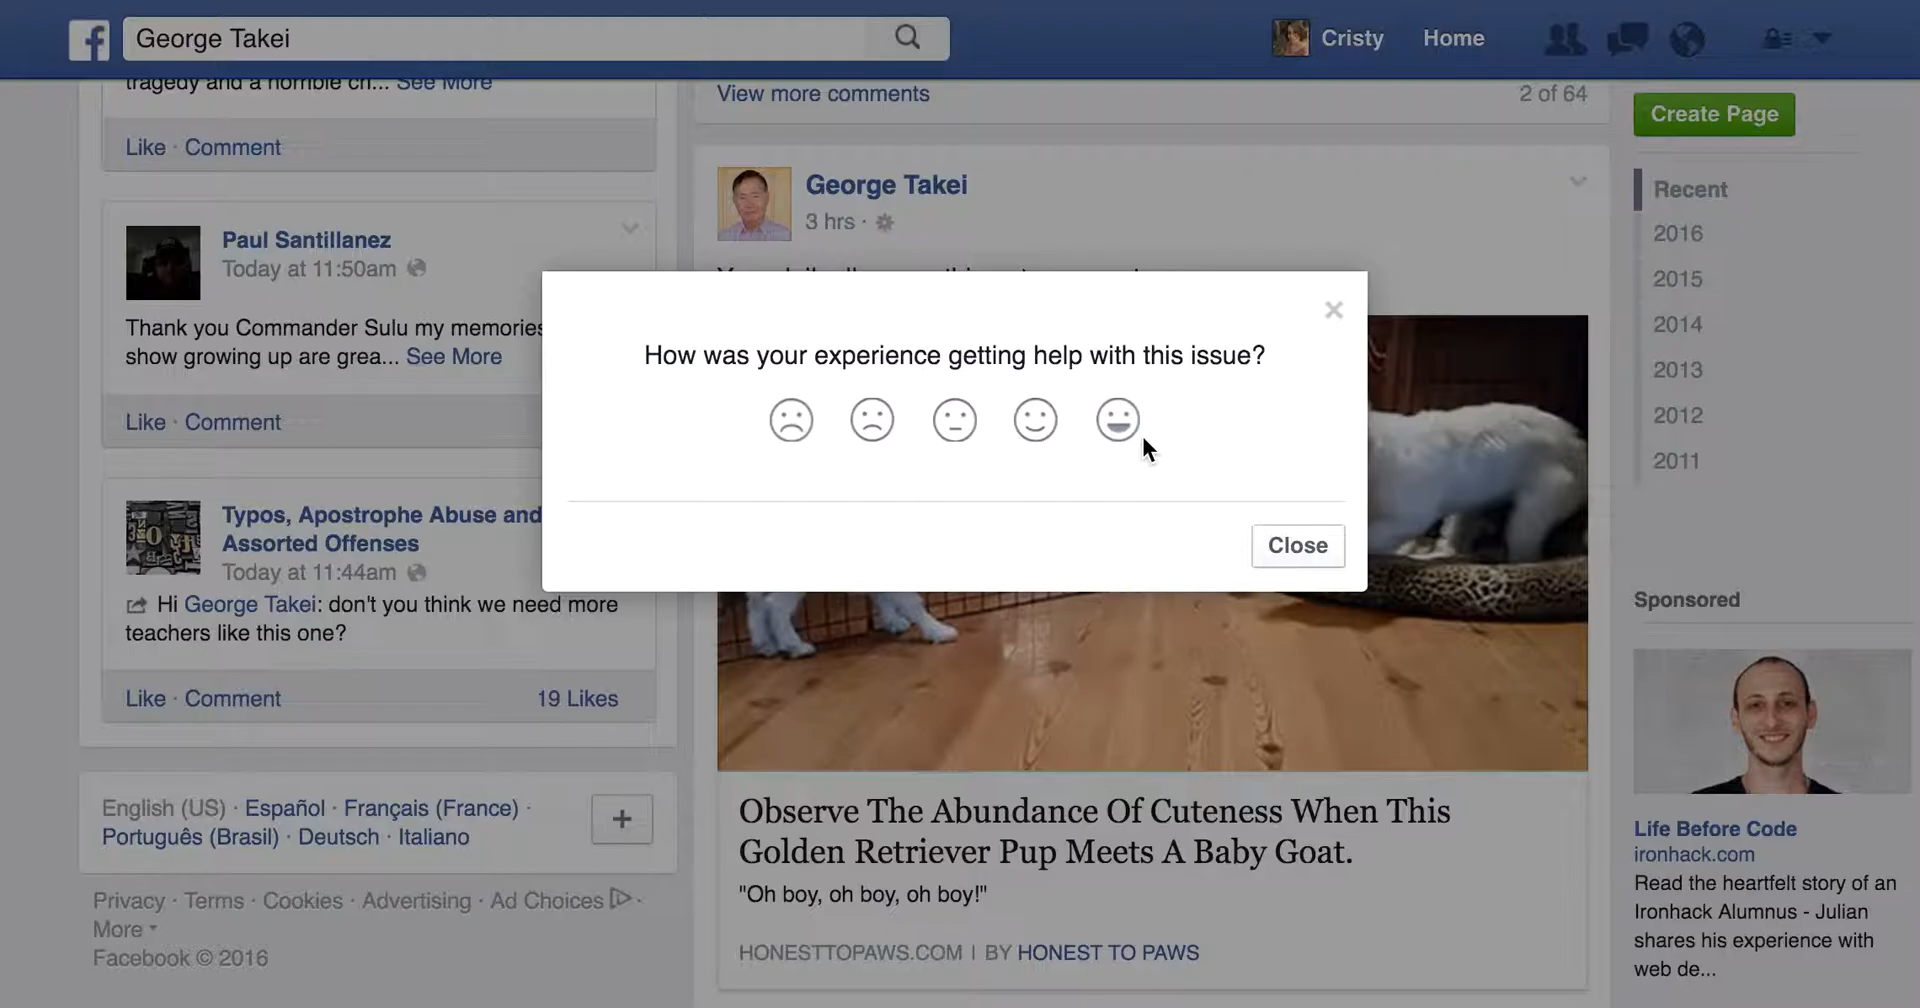 George Takei
Cristy
Home
tragedy and a horrible cri... See More
Like · Comment
Paul Santillanez
Today at 11:50am
Thank you Commander Sulu my memories
show growing up are grea... See More
Like · Comment
Typos, Apostrophe Abuse and
Assorted Offenses
Today at 11:44am
Hi George Takei: don't you think we need more
teachers like this one?
Like · Comment
19 Likes
English (US) · Español · Français (France) ·
Português (Brasil) · Deutsch · Italiano
+
Privacy · Terms · Cookies · Advertising · Ad Choices ·
More
Facebook © 2016
View more comments
2 of 64
George Takei
3 hrs ·
How was your experience getting help with this issue?
Close
Observe The Abundance Of Cuteness When This
Golden Retriever Pup Meets A Baby Goat.
"Oh boy, oh boy, oh boy!"
HONESTTOPAWS.COM | BY HONEST TO PAWS
Create Page
Recent
2016
2015
2014
2013
2012
2011
Sponsored
Life Before Code
ironhack.com
Read the heartfelt story of an
Ironhack Alumnus - Julian
shares his experience with
web de...